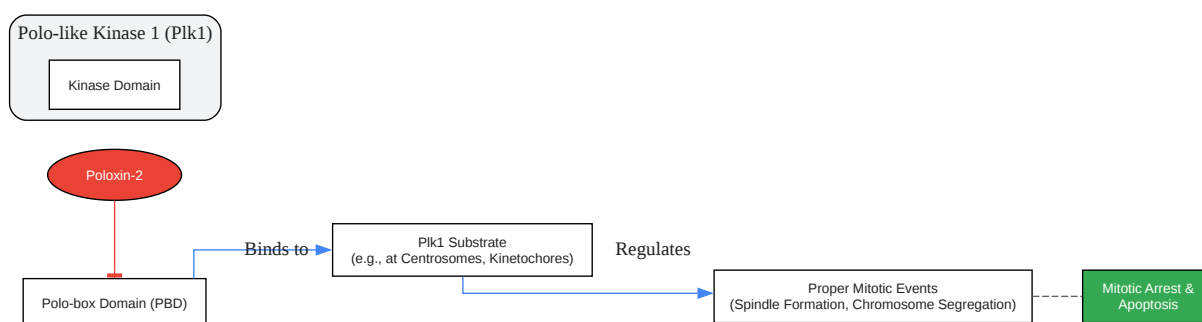 Polo-like Kinase 1 (Plk1)
Kinase Domain
Poloxin-2
Binds to
Plk1 Substrate
(e.g., at Centrosomes, Kinetochores)
Regulates
Polo-box Domain (PBD)
Proper Mitotic Events
(Spindle Formation, Chromosome Segregation)
Mitotic Arrest &
Apoptosis